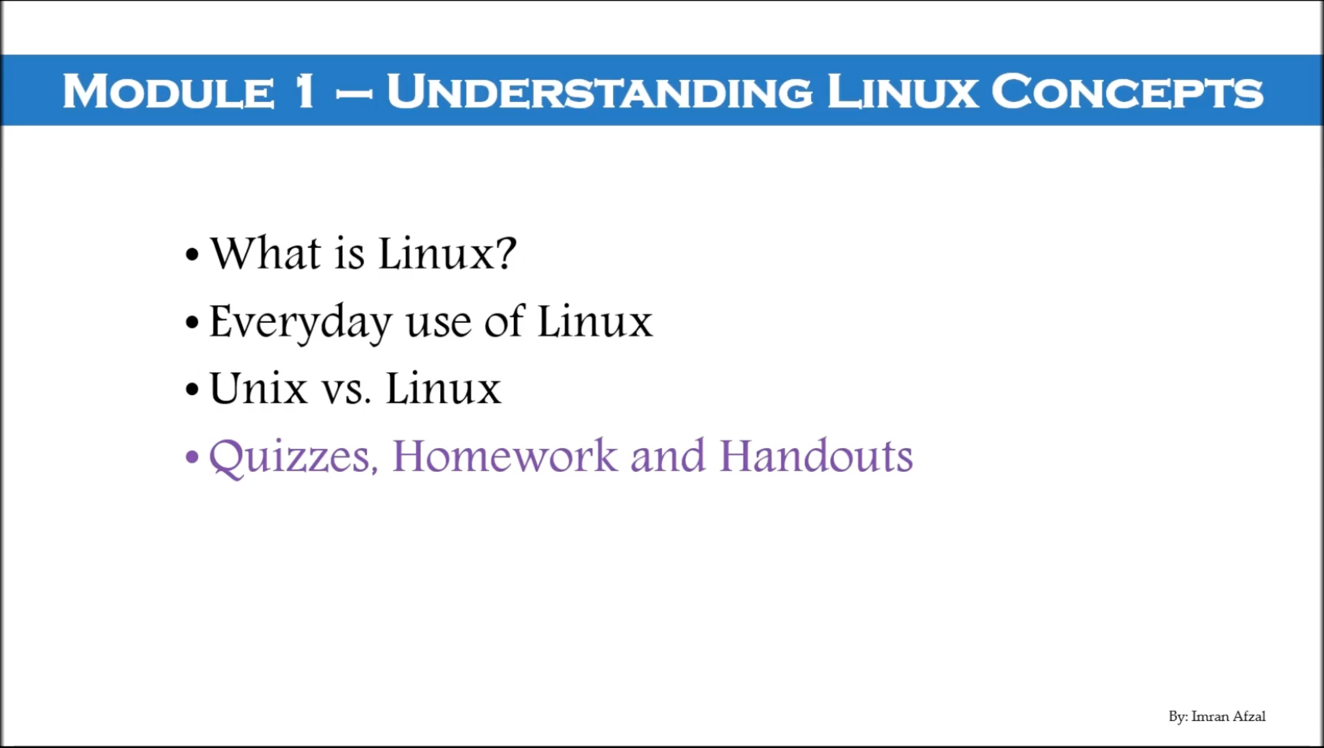 Module 1 – Understanding Linux Concepts
• What is Linux?
• Everyday use of Linux
• Unix vs. Linux
• Quizzes, Homework and Handouts
By: Imran Afzal